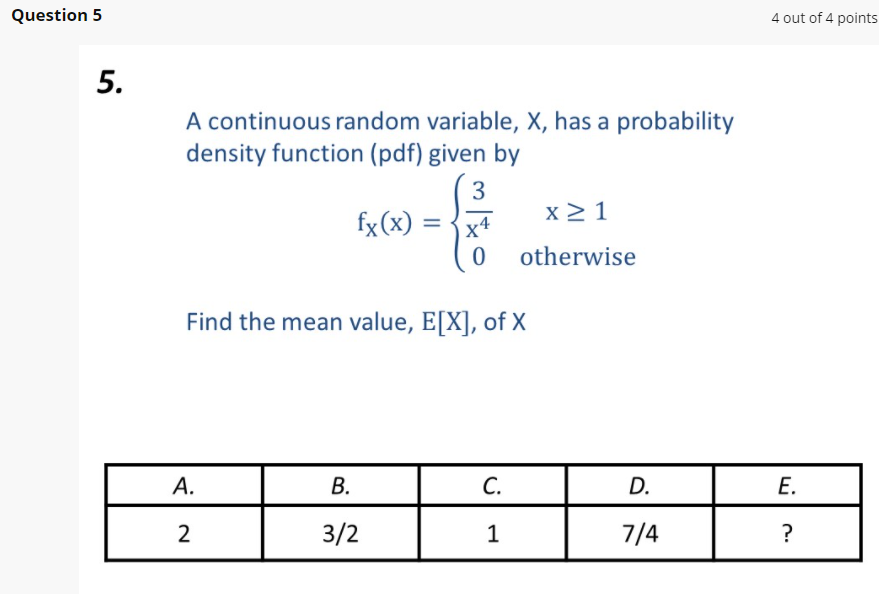 Question 5
4 out of 4 points
5.
A continuous random variable, X, has a probability
density function (pdf) given by
fₓ(x) = { 3/x⁴ x ≥ 1
0 otherwise
Find the mean value, E[X], of X
A. B. C. D. E.
2 3/2 1 7/4 ?